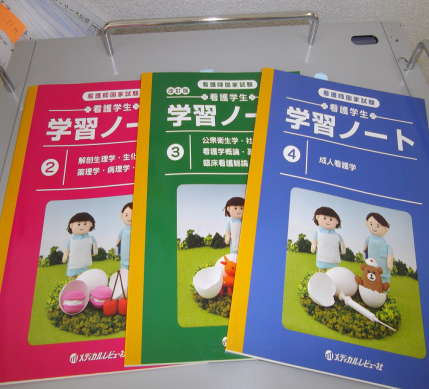 看護師国家試験
看護学生
学習ノート
2
解剖生理学・生化
薬理学・病理学・
改訂版
看護師国家試験
看護学生
学習ノー
3
公衆衛生学・社
看護学概論・
臨床看護総論
看護師国家試験
看護学生
学習ノート
4
成人看護学
メディカルレビュー社
メディカルレビュー社
メディカルレビュー社